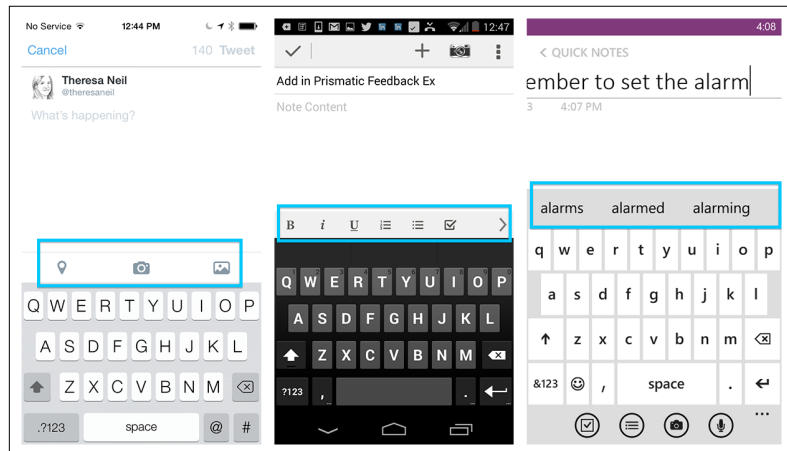 No Service 12:44 PM
Cancel 140 Tweet
Theresa Neil
@theresaneil
What's happening?
Q W E R T Y U I O P
A S D F G H J K L
Z X C V B N M
.?123 space @ #
12:47
Add in Prismatic Feedback Ex
Note Content
B i U
Q W E R T Y U I O P
A S D F G H J K L
Z X C V B N M
?123 , .
4:08
< QUICK NOTES
ember to set the alarm
3 4:07 PM
alarms alarmed alarming
q w e r t y u i o p
a s d f g h j k l
z x c v b n m
&123 , space .